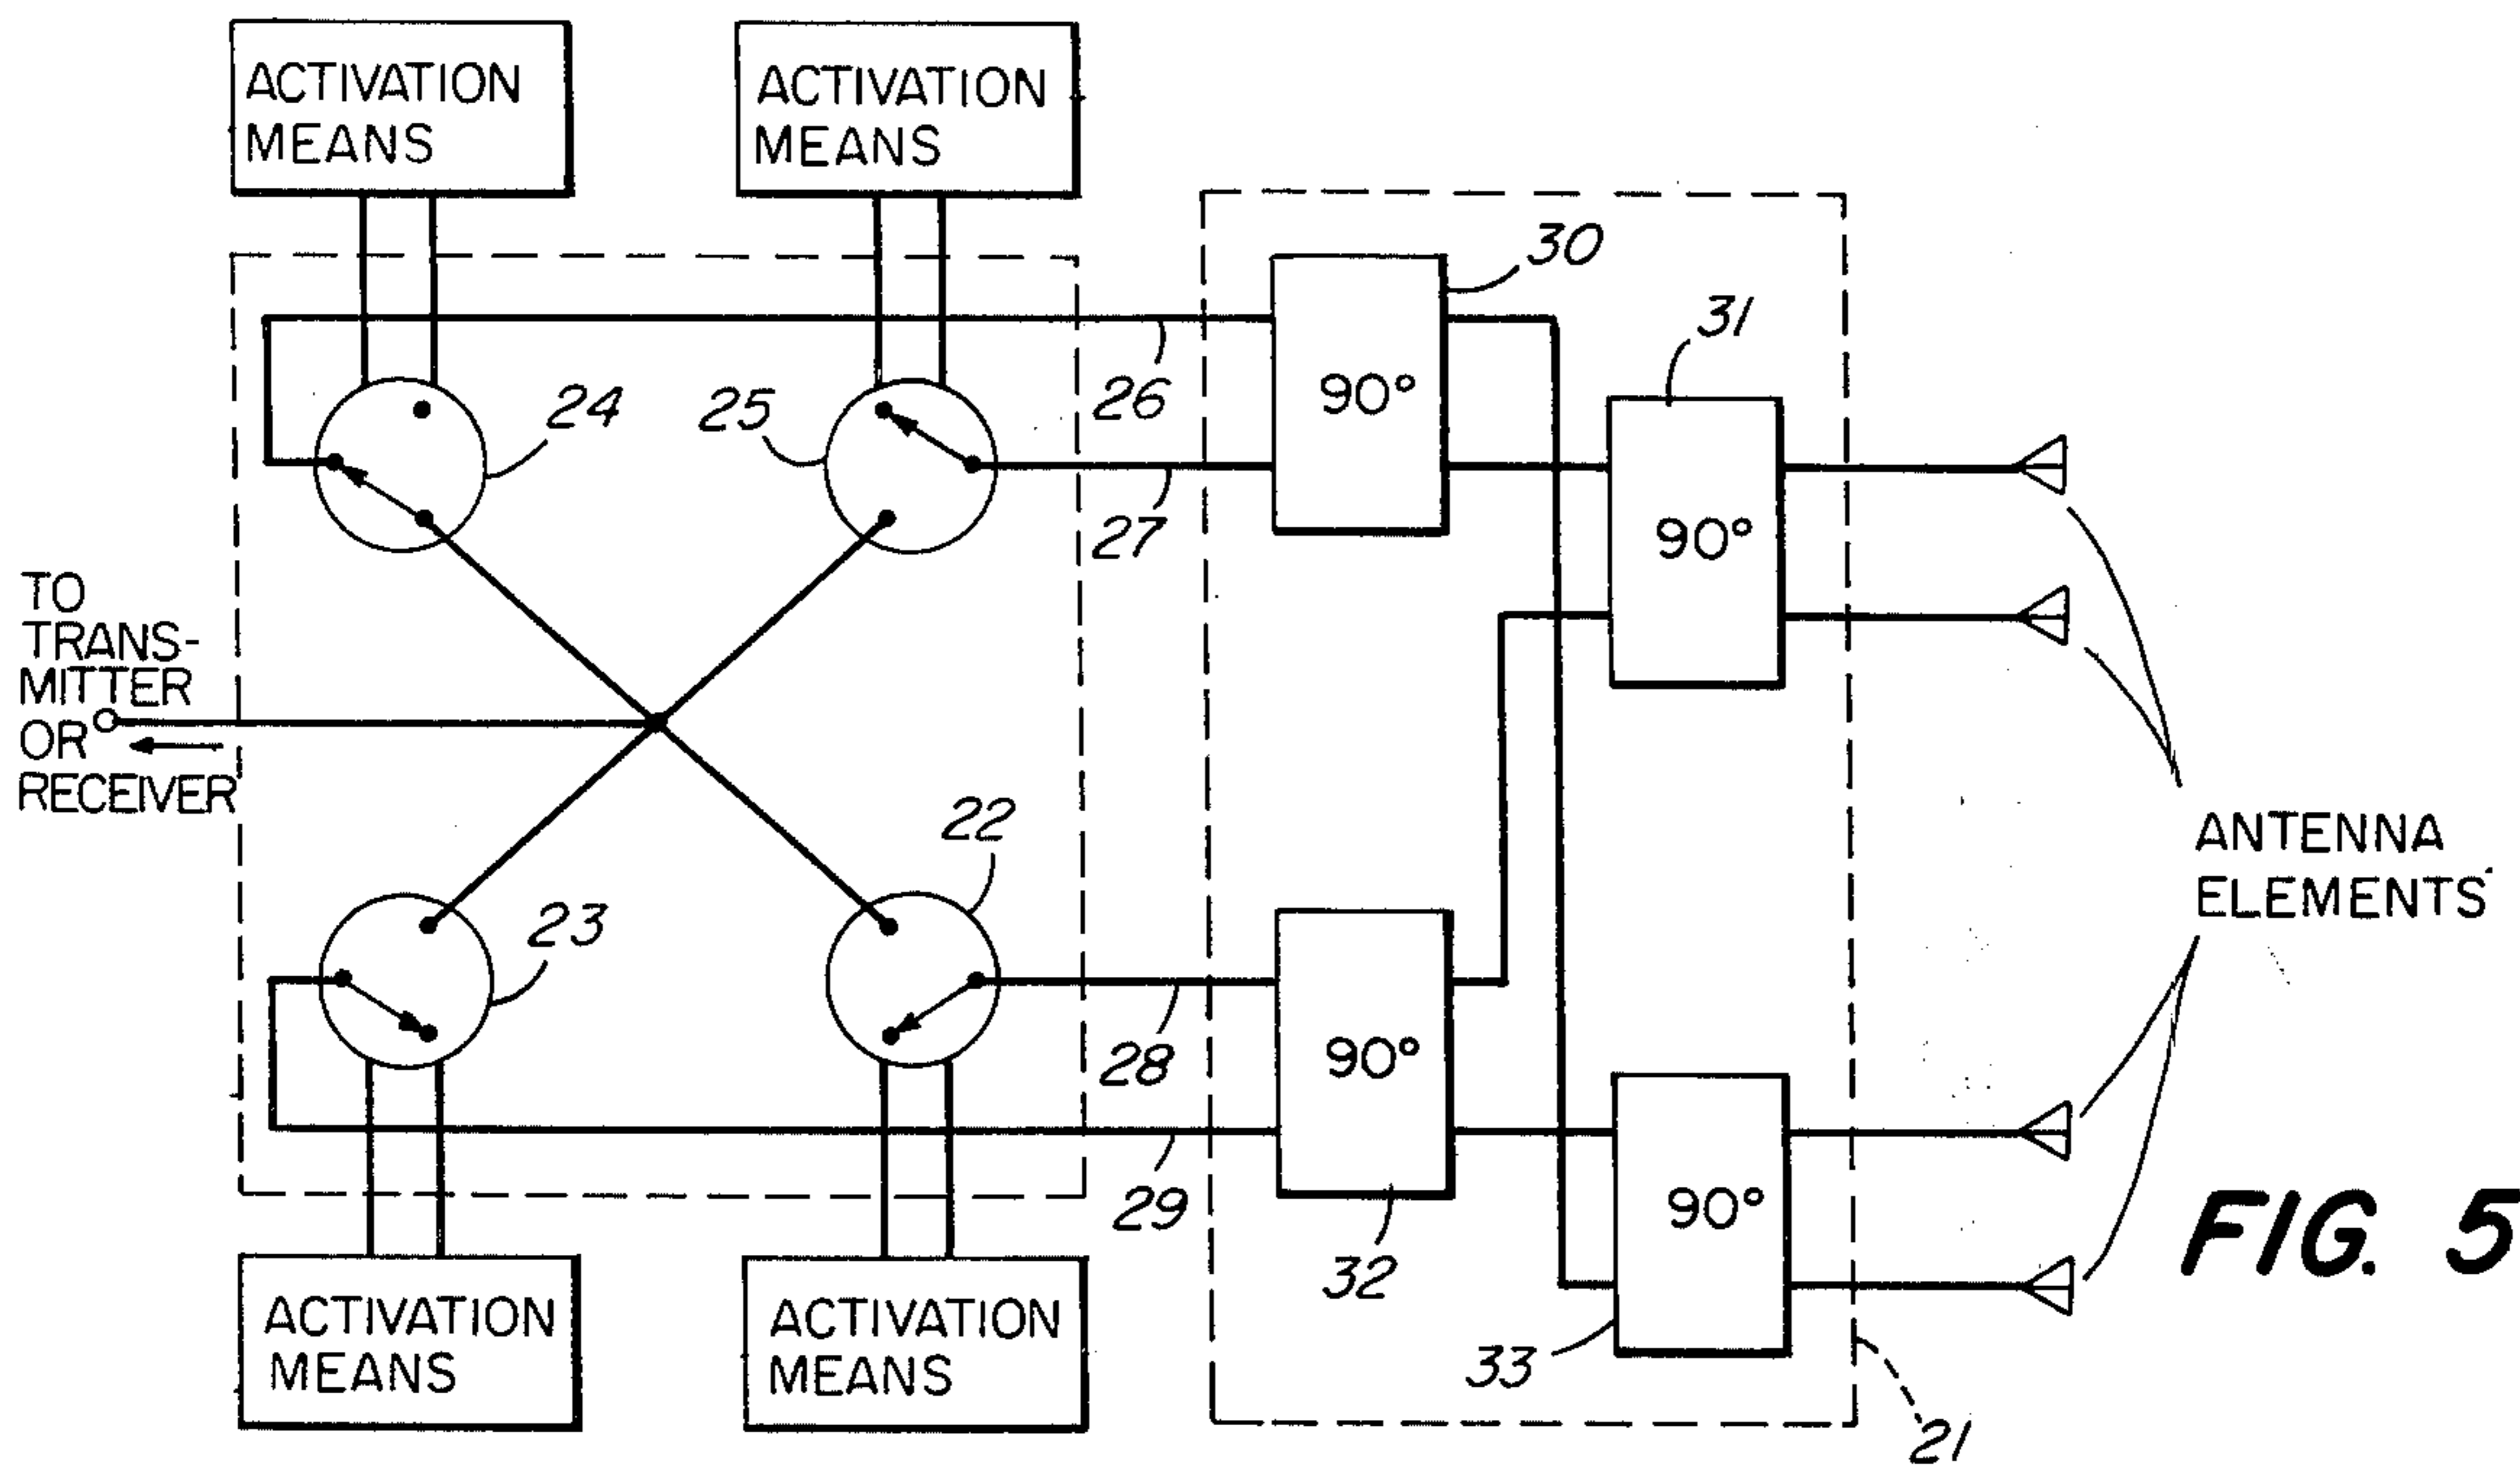 ACTIVATION
MEANS
ACTIVATION
MEANS
30
31
24
25
26
90°
27
90°
TO
TRANS-
MITTER
OR
RECEIVER
22
23
28
90°
ANTENNA
ELEMENTS
29
32
90°
33
21
ACTIVATION
MEANS
ACTIVATION
MEANS
FIG. 5